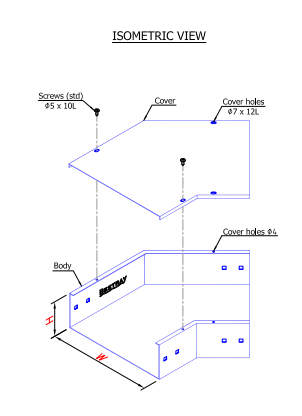 ISOMETRIC VIEW
Screws (std)
Φ5 x 10L
Cover
Cover holes
Φ7 x 12L
Cover holes Φ4
Body
BESTRAY
H
W